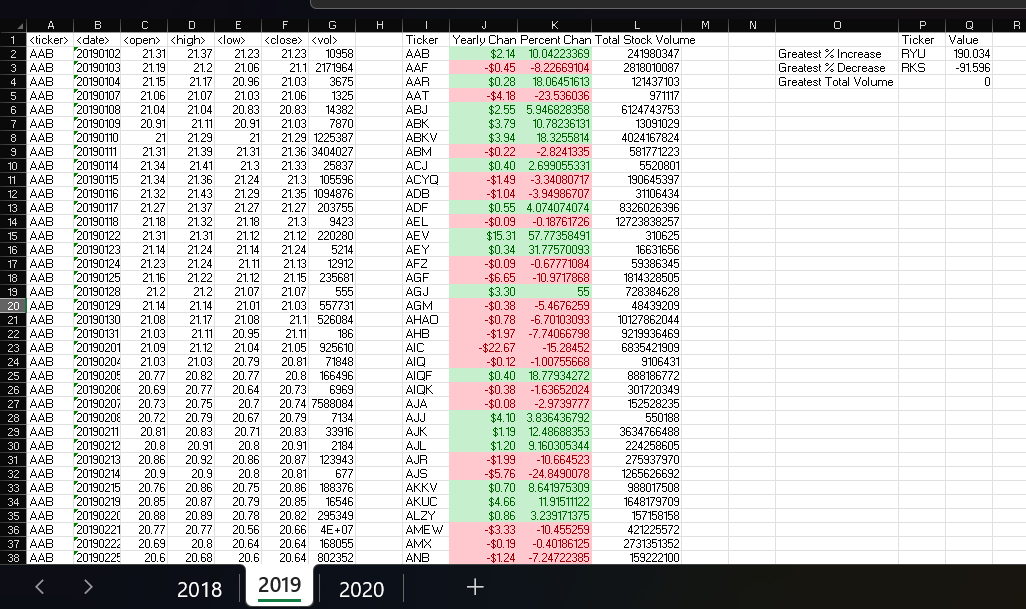 A B C D E F G H I J K L M N O P Q R
1 <ticker> <date> <open> <high> <low> <close> <vol> Ticker Yearly Chan Percent Chan Total Stock Volume Ticker Value
2 AAB 20190102 21.31 21.37 21.23 21.23 10958 AAB $2.14 10.04223369 241980347 Greatest % Increase RYU 190.034
3 AAB 20190103 21.19 21.2 21.06 21.1 2171964 AAF -$0.45 -8.22669104 2818010087 Greatest % Decrease RKS -91.596
4 AAB 20190104 21.15 21.17 20.96 21.03 3675 AAR $0.28 18.06451613 121437103 Greatest Total Volume 0
5 AAB 20190107 21.06 21.07 21.03 21.06 1325 AAT -$4.18 -23.536036 971117
6 AAB 20190108 21.04 21.04 20.83 20.83 14382 ABJ $2.55 5.946828358 6124743753
7 AAB 20190109 20.91 21.11 20.91 21.03 7870 ABK $3.79 10.78236131 13091029
8 AAB 20190110 21 21.29 21 21.29 1225387 ABKV $3.94 18.3255814 4024167824
9 AAB 20190111 21.31 21.39 21.31 21.36 3404027 ABM -$0.22 -2.8241335 581771223
10 AAB 20190114 21.34 21.41 21.3 21.33 25837 ACJ $0.40 2.699055331 5520801
11 AAB 20190115 21.34 21.36 21.24 21.3 105596 ACYQ -$1.49 -3.34080717 190645397
12 AAB 20190116 21.32 21.43 21.29 21.35 1094876 ADB -$1.04 -3.94986707 31106434
13 AAB 20190117 21.27 21.37 21.27 21.27 203755 ADF $0.55 4.074074074 8326026396
14 AAB 20190118 21.18 21.32 21.18 21.3 9423 AEL -$0.09 -0.18761726 12723838257
15 AAB 20190122 21.31 21.31 21.12 21.12 220280 AEV $15.31 57.77358491 310625
16 AAB 20190123 21.14 21.24 21.14 21.24 5214 AEY $0.34 31.77570093 16631656
17 AAB 20190124 21.23 21.24 21.11 21.13 12912 AFZ -$0.09 -0.67771084 59386345
18 AAB 20190125 21.16 21.22 21.12 21.15 235681 AGF -$6.65 -10.9717868 1814328505
19 AAB 20190128 21.2 21.2 21.07 21.07 555 AGJ $3.30 55 728384628
20 AAB 20190129 21.14 21.14 21.01 21.03 557731 AGM -$0.38 -5.4676259 48439209
21 AAB 20190130 21.08 21.17 21.08 21.1 526084 AHAO -$0.78 -6.70103093 10127862044
22 AAB 20190131 21.03 21.11 20.95 21.11 186 AHB -$1.97 -7.74066798 9219936469
23 AAB 20190201 21.09 21.12 21.04 21.05 925610 AIC -$22.67 -15.28452 6835421909
24 AAB 20190204 21.03 21.03 20.79 20.81 71848 AIQ -$0.12 -1.00755668 9106431
25 AAB 20190205 20.77 20.82 20.77 20.8 166496 AIQF $0.40 18.77934272 888186772
26 AAB 20190206 20.69 20.77 20.64 20.73 6969 AIQK -$0.38 -1.63652024 301720349
27 AAB 20190207 20.73 20.75 20.7 20.74 7588084 AJA -$0.08 -2.9739777 152528235
28 AAB 20190208 20.72 20.79 20.67 20.79 7134 AJJ $4.10 3.836436792 550188
29 AAB 20190211 20.81 20.83 20.71 20.83 33916 AJK $1.19 12.48688353 3634766488
30 AAB 20190212 20.8 20.91 20.8 20.91 2184 AJL $1.20 9.160305344 224258605
31 AAB 20190213 20.86 20.92 20.86 20.87 123943 AJR -$1.99 -10.664523 275937970
32 AAB 20190214 20.9 20.9 20.8 20.81 677 AJS -$5.76 -24.8490078 1265626692
33 AAB 20190215 20.76 20.86 20.75 20.86 188376 AKKV $0.70 8.641975309 988017508
34 AAB 20190219 20.85 20.87 20.79 20.85 16546 AKUC $4.66 11.91511122 1648179709
35 AAB 20190220 20.88 20.89 20.78 20.82 295349 ALZY $0.86 3.239171375 157158158
36 AAB 20190221 20.77 20.77 20.56 20.66 4E+07 AMEW -$3.33 -10.455259 421225572
37 AAB 20190222 20.69 20.8 20.64 20.64 168055 AMX -$0.19 -0.40186125 2731351352
38 AAB 20190225 20.6 20.68 20.6 20.64 802352 ANB -$1.24 -7.24722385 159222100
2018 2019 2020 +